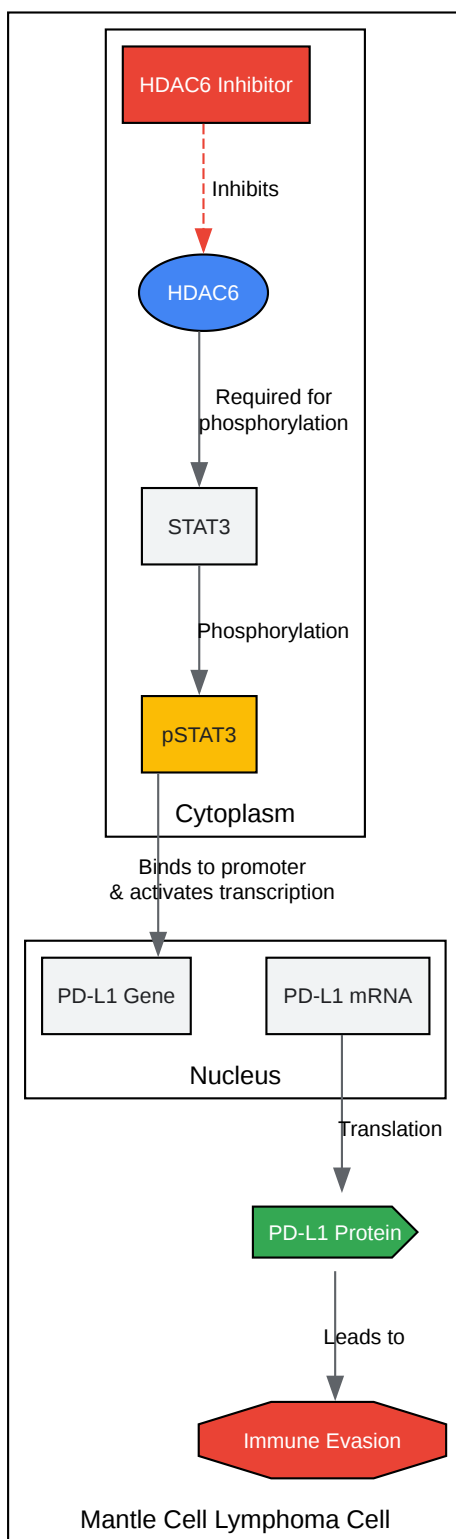 HDAC6 Inhibitor
Inhibits
HDAC6
Required for
phosphorylation
STAT3
Phosphorylation
pSTAT3
Cytoplasm
Binds to promoter
& activates transcription
PD-L1 Gene
PD-L1 mRNA
Nucleus
Translation
PD-L1 Protein
Leads to
Immune Evasion
Mantle Cell Lymphoma Cell